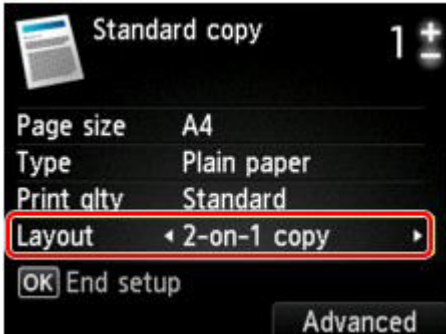 Standard copy
1
Page size A4
Type Plain paper
Print qlty Standard
Layout 2-on-1 copy
OK End setup
Advanced